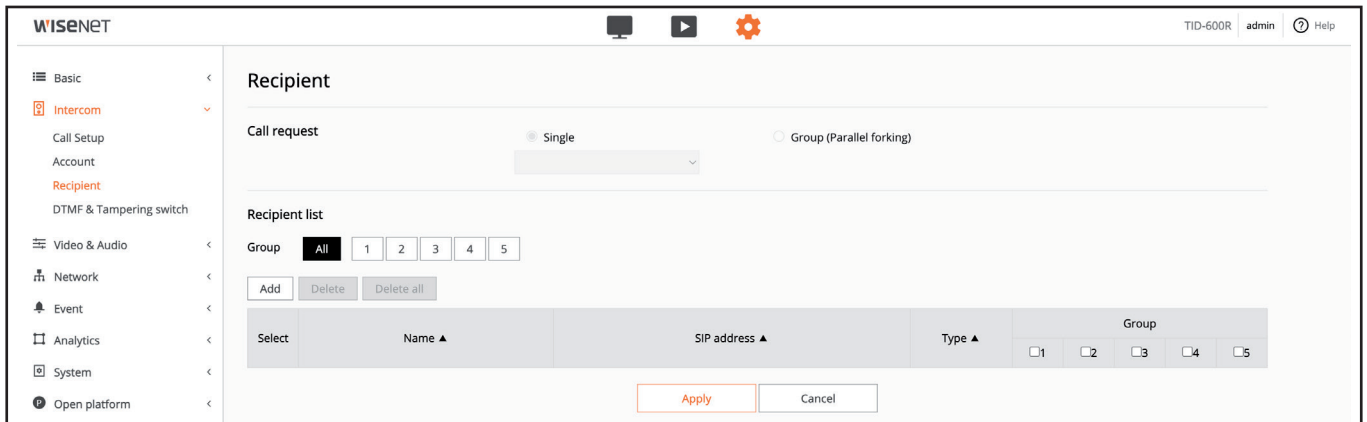 WISENET
TID-600R admin ? Help
Basic
Intercom
Call Setup
Account
Recipient
DTMF & Tampering switch
Video & Audio
Network
Event
Analytics
System
P Open platform
Recipient
Call request Single Group (Parallel forking)
Recipient list
Group All 1 2 3 4 5
Add Delete Delete all
Select Name ▲ SIP address ▲ Type ▲ Group
1 2 3 4 5
Apply Cancel